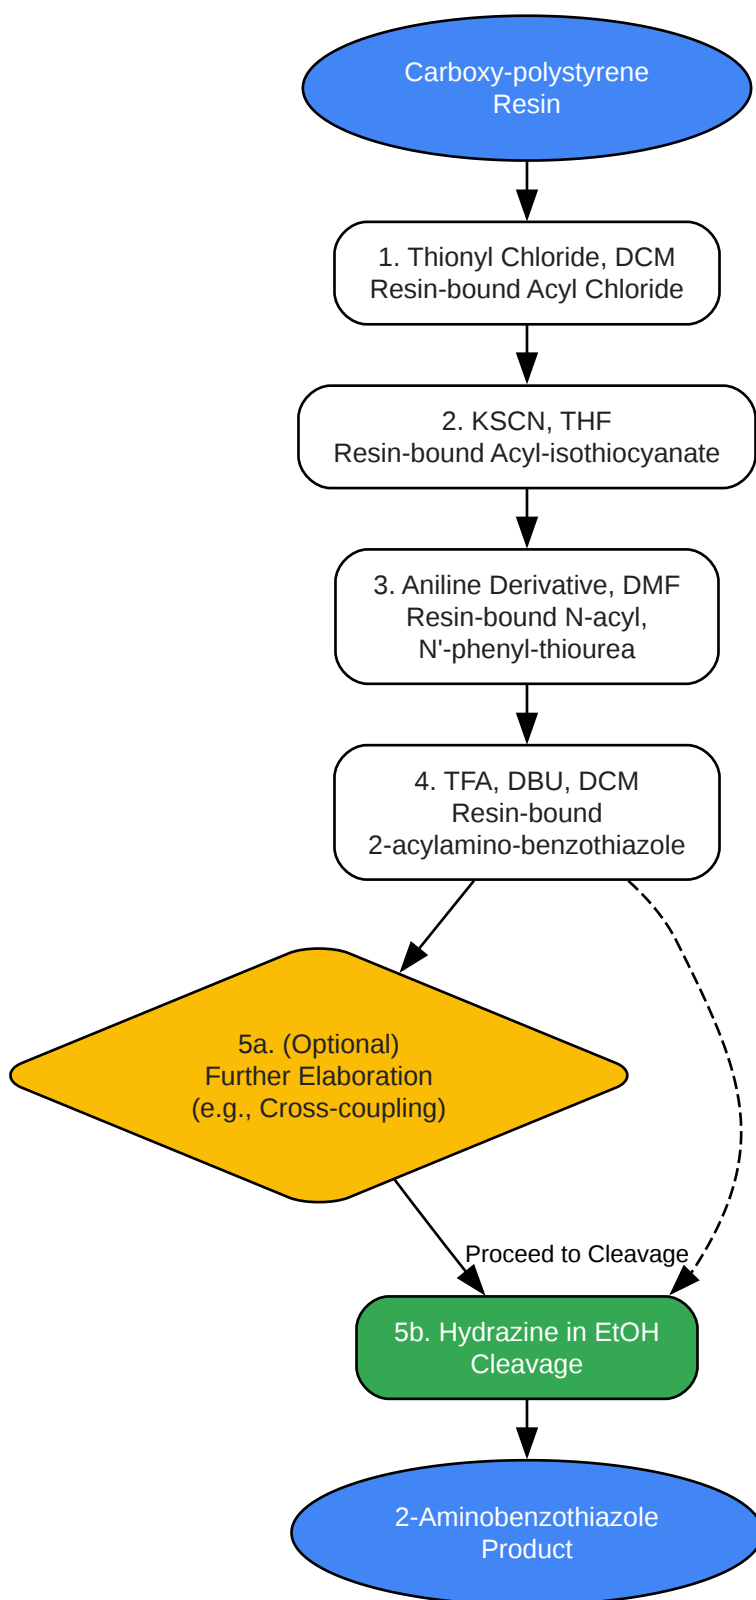 Carboxy-polystyrene
Resin
1. Thionyl Chloride, DCM
Resin-bound Acyl Chloride
2. KSCN, THF
Resin-bound Acyl-isothiocyanate
3. Aniline Derivative, DMF
Resin-bound N-acyl,
N'-phenyl-thiourea
4. TFA, DBU, DCM
Resin-bound
2-acylamino-benzothiazole
5a. (Optional)
Further Elaboration
(e.g., Cross-coupling)
Proceed to Cleavage
5b. Hydrazine in EtOH
Cleavage
2-Aminobenzothiazole
Product